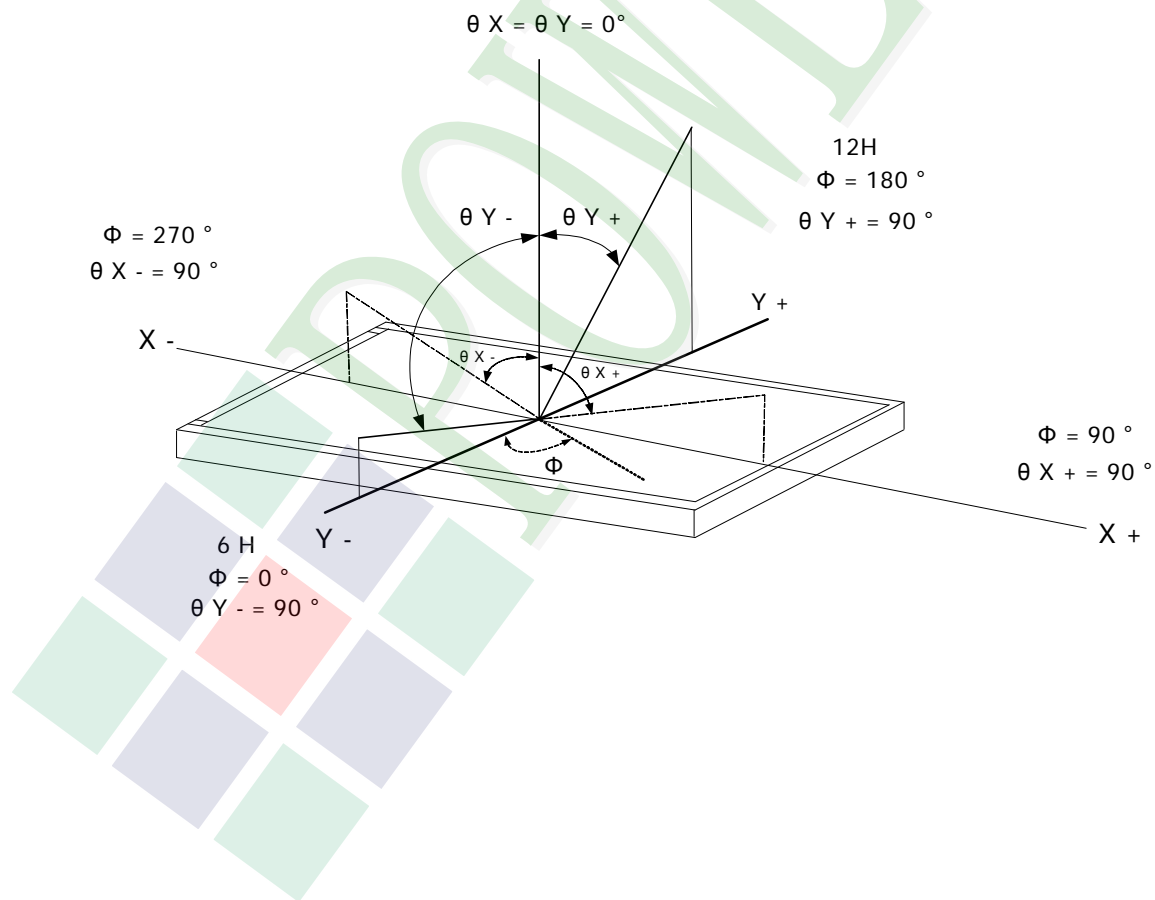 θ X = θ Y = 0°
12H
Φ = 180 °
θ Y + = 90 °
θ Y -
θ Y +
Φ = 270 °
θ X - = 90 °
Y +
X -
θ X -
θ X +
Φ = 90 °
θ X + = 90 °
Φ
X +
Y -
6 H
Φ = 0 °
θ Y - = 90 °